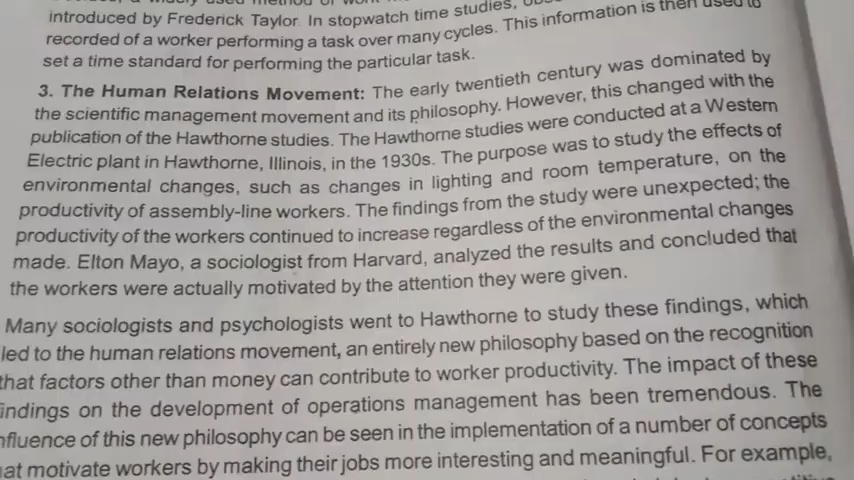 introduced by Frederick Taylor. In stopwatch time studies,
recorded of a worker performing a task over many cycles. This information is then used to
set a time standard for performing the particular task.
3. The Human Relations Movement: The early twentieth century was dominated by
the scientific management movement and its philosophy. However, this changed with the
publication of the Hawthorne studies. The Hawthorne studies were conducted at a Western
Electric plant in Hawthorne, Illinois, in the 1930s. The purpose was to study the effects of
environmental changes, such as changes in lighting and room temperature, on the
productivity of assembly-line workers. The findings from the study were unexpected; the
productivity of the workers continued to increase regardless of the environmental changes
made. Elton Mayo, a sociologist from Harvard, analyzed the results and concluded that
the workers were actually motivated by the attention they were given.
Many sociologists and psychologists went to Hawthorne to study these findings, which
led to the human relations movement, an entirely new philosophy based on the recognition
that factors other than money can contribute to worker productivity. The impact of these
indings on the development of operations management has been tremendous. The
nfluence of this new philosophy can be seen in the implementation of a number of concepts
at motivate workers by making their jobs more interesting and meaningful. For example,